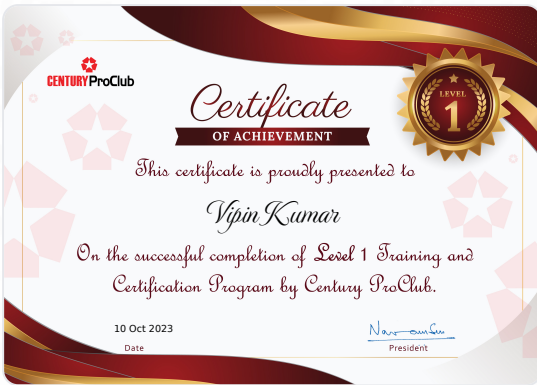 CENTURY ProClub
LEVEL
1
Certificate
OF ACHIEVEMENT
This certificate is proudly presented to
Vipin Kumar
On the successful completion of Level 1 Training and
Certification Program by Century ProClub.
10 Oct 2023
Date
President